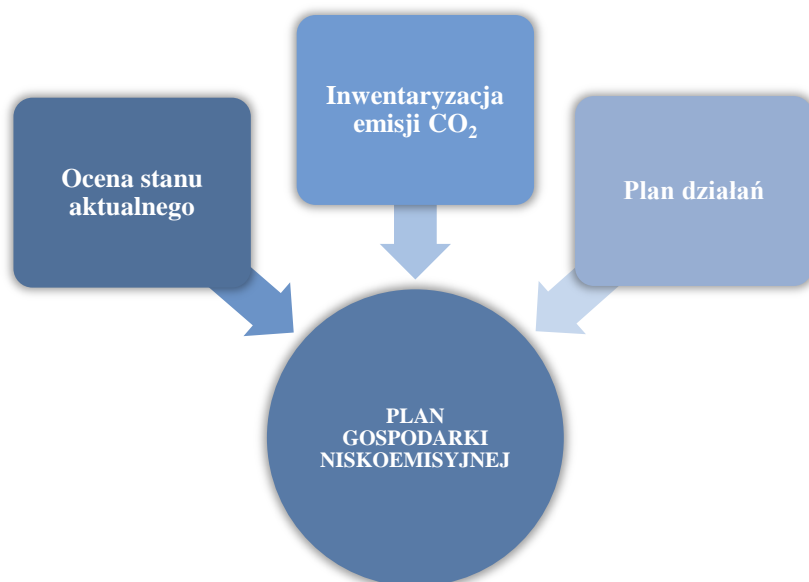 Inwentaryzacja
emisji CO₂
Ocena stanu
aktualnego
Plan działań
PLAN
GOSPODARKI
NISKOEMISYJNEJ